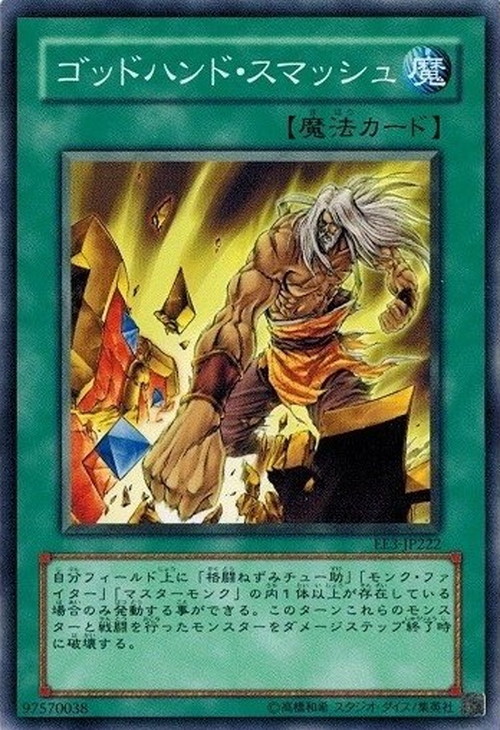 ゴッドハンド・スマッシュ 魔
【魔法カード】
EE3-JP222
自分フィールド上に「格闘ねずみチュー助」「モンク・ファ
イター」「マスターモンク」の内1体以上が存在している
場合のみ発動する事ができる。このターンこれらのモンス
ターと戦闘を行ったモンスターをダメージステップ終了時
に破壊する。
97570038 ©高橋和希 スタジオ・ダイス/集英社